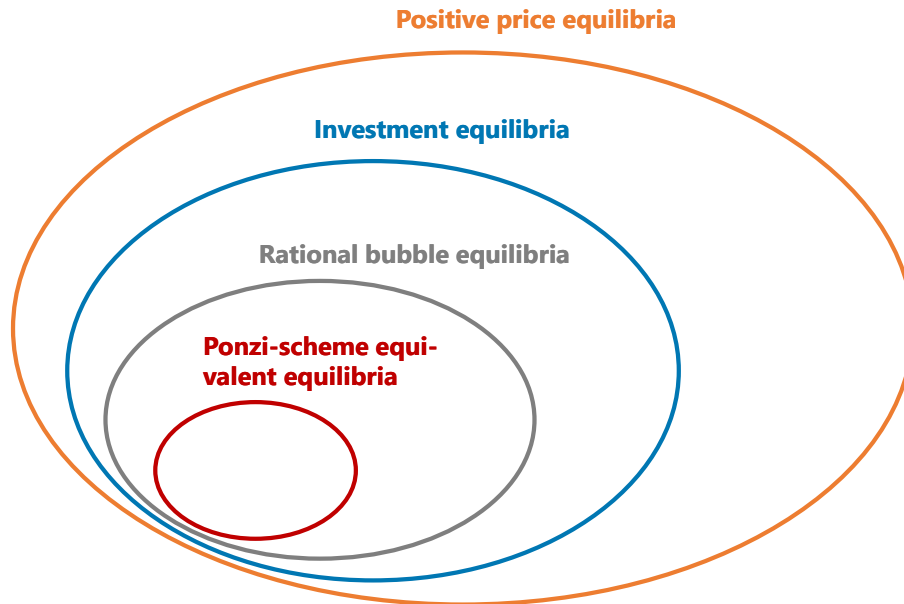 Positive price equilibria
Investment equilibria
Rational bubble equilibria
Ponzi-scheme equi-
valent equilibria